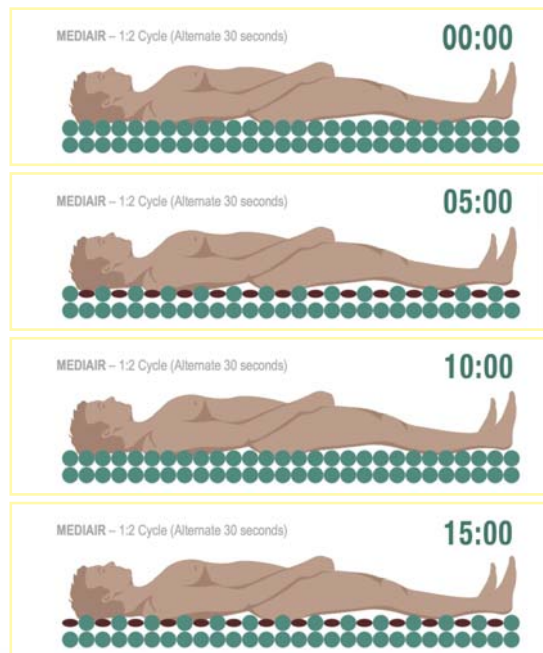 MEDIAIR – 1:2 Cycle (Alternate 30 seconds) 00:00
MEDIAIR – 1:2 Cycle (Alternate 30 seconds) 05:00
MEDIAIR – 1:2 Cycle (Alternate 30 seconds) 10:00
MEDIAIR – 1:2 Cycle (Alternate 30 seconds) 15:00